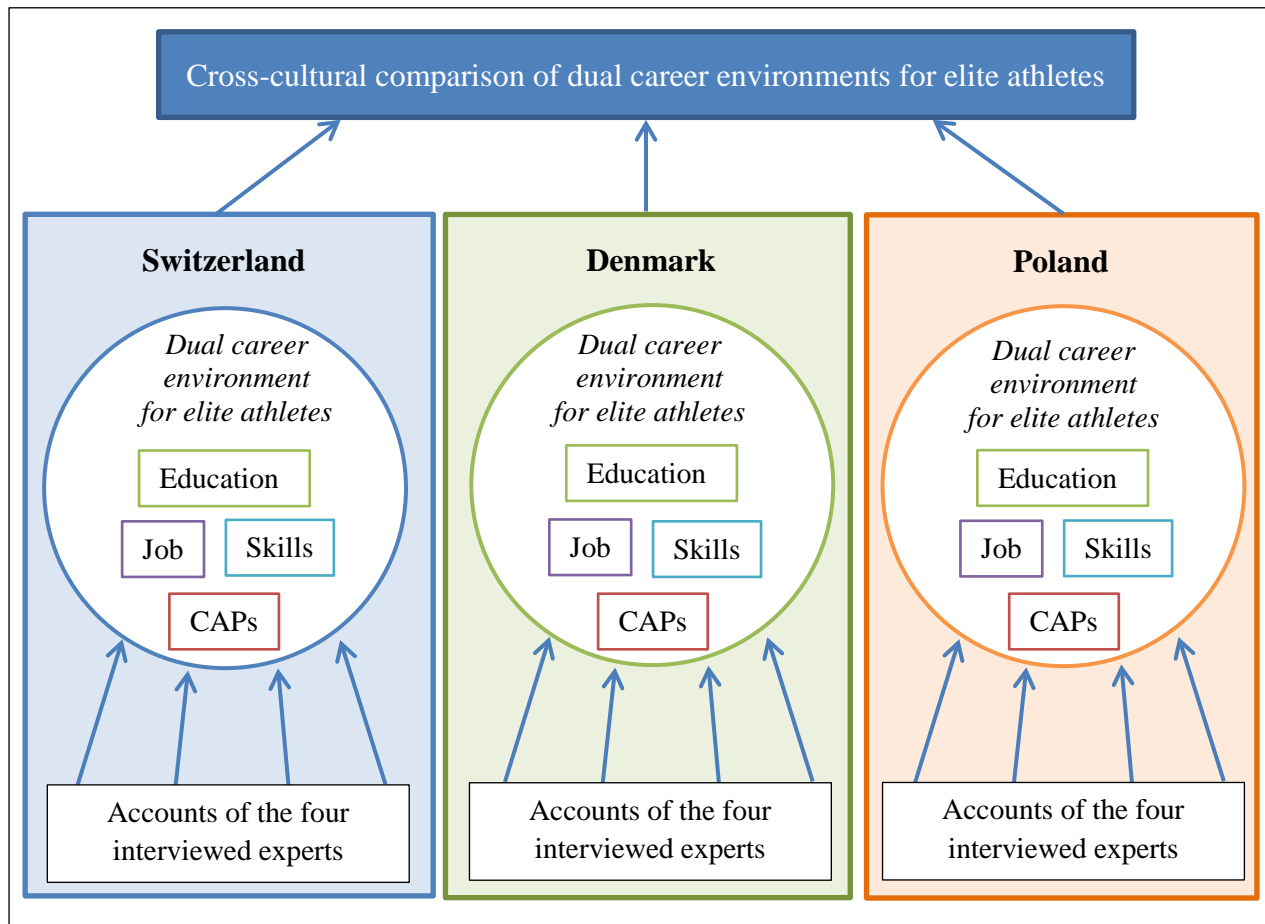 Cross-cultural comparison of dual career environments for elite athletes
Switzerland
Dual career
environment
for elite athletes
Education
Job
Skills
CAPs
Accounts of the four
interviewed experts
Denmark
Dual career
environment
for elite athletes
Education
Job
Skills
CAPs
Accounts of the four
interviewed experts
Poland
Dual career
environment
for elite athletes
Education
Job
Skills
CAPs
Accounts of the four
interviewed experts